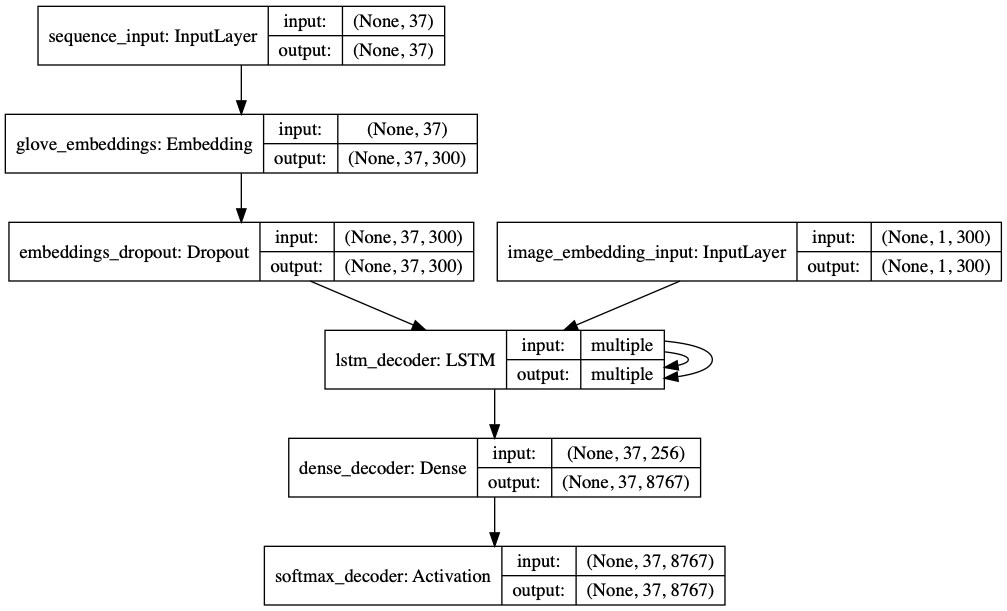 sequence_input: InputLayer
input: (None, 37)
output: (None, 37)
glove_embeddings: Embedding
input: (None, 37)
output: (None, 37, 300)
embeddings_dropout: Dropout
input: (None, 37, 300)
output: (None, 37, 300)
image_embedding_input: InputLayer
input: (None, 1, 300)
output: (None, 1, 300)
lstm_decoder: LSTM
input: multiple
output: multiple
dense_decoder: Dense
input: (None, 37, 256)
output: (None, 37, 8767)
softmax_decoder: Activation
input: (None, 37, 8767)
output: (None, 37, 8767)